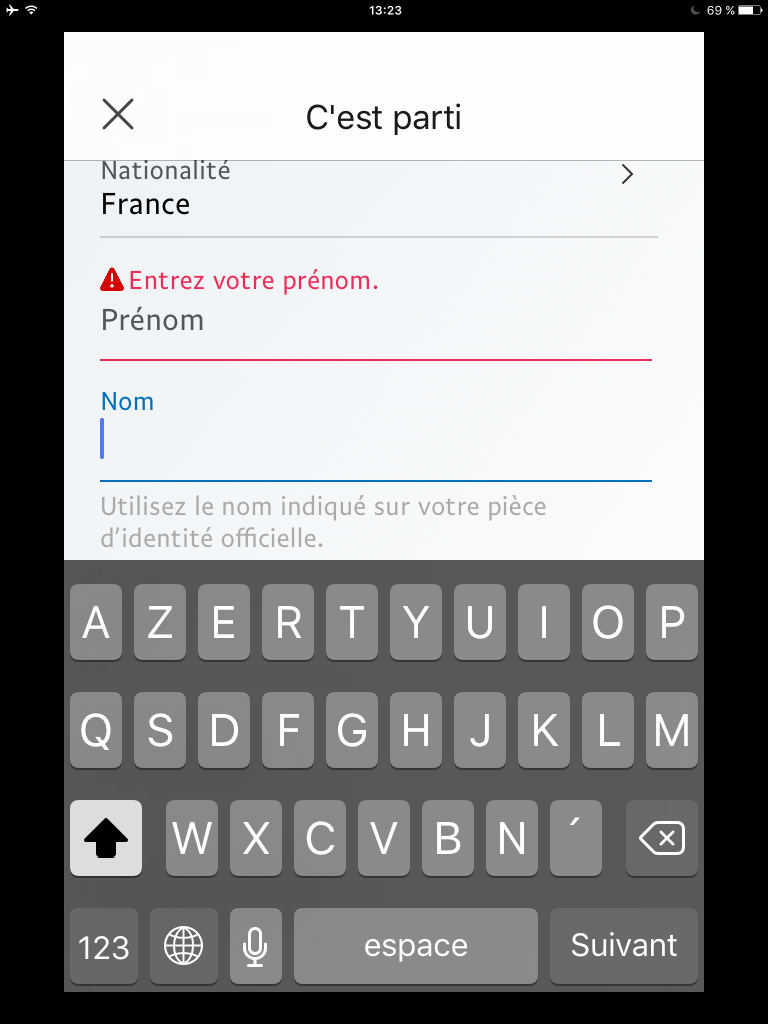 13:23
69 %
C'est parti
Nationalité
France
Entrez votre prénom.
Prénom
Nom
Utilisez le nom indiqué sur votre pièce
d'identité officielle.
A Z E R T Y U I O P
Q S D F G H J K L M
W X C V B N ´
123 espace Suivant